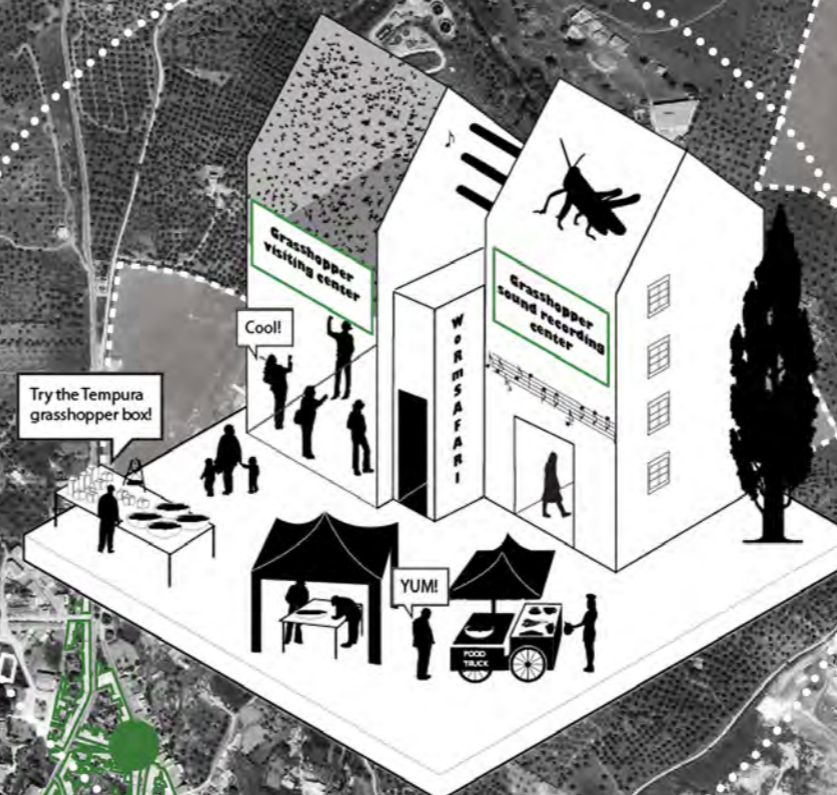 Grasshopper
visiting center
Grasshopper
sound recording
center
WoRmSAFARI
Cool!
Try the Tempura
grasshopper box!
YUM!
FOOD
TRUCK